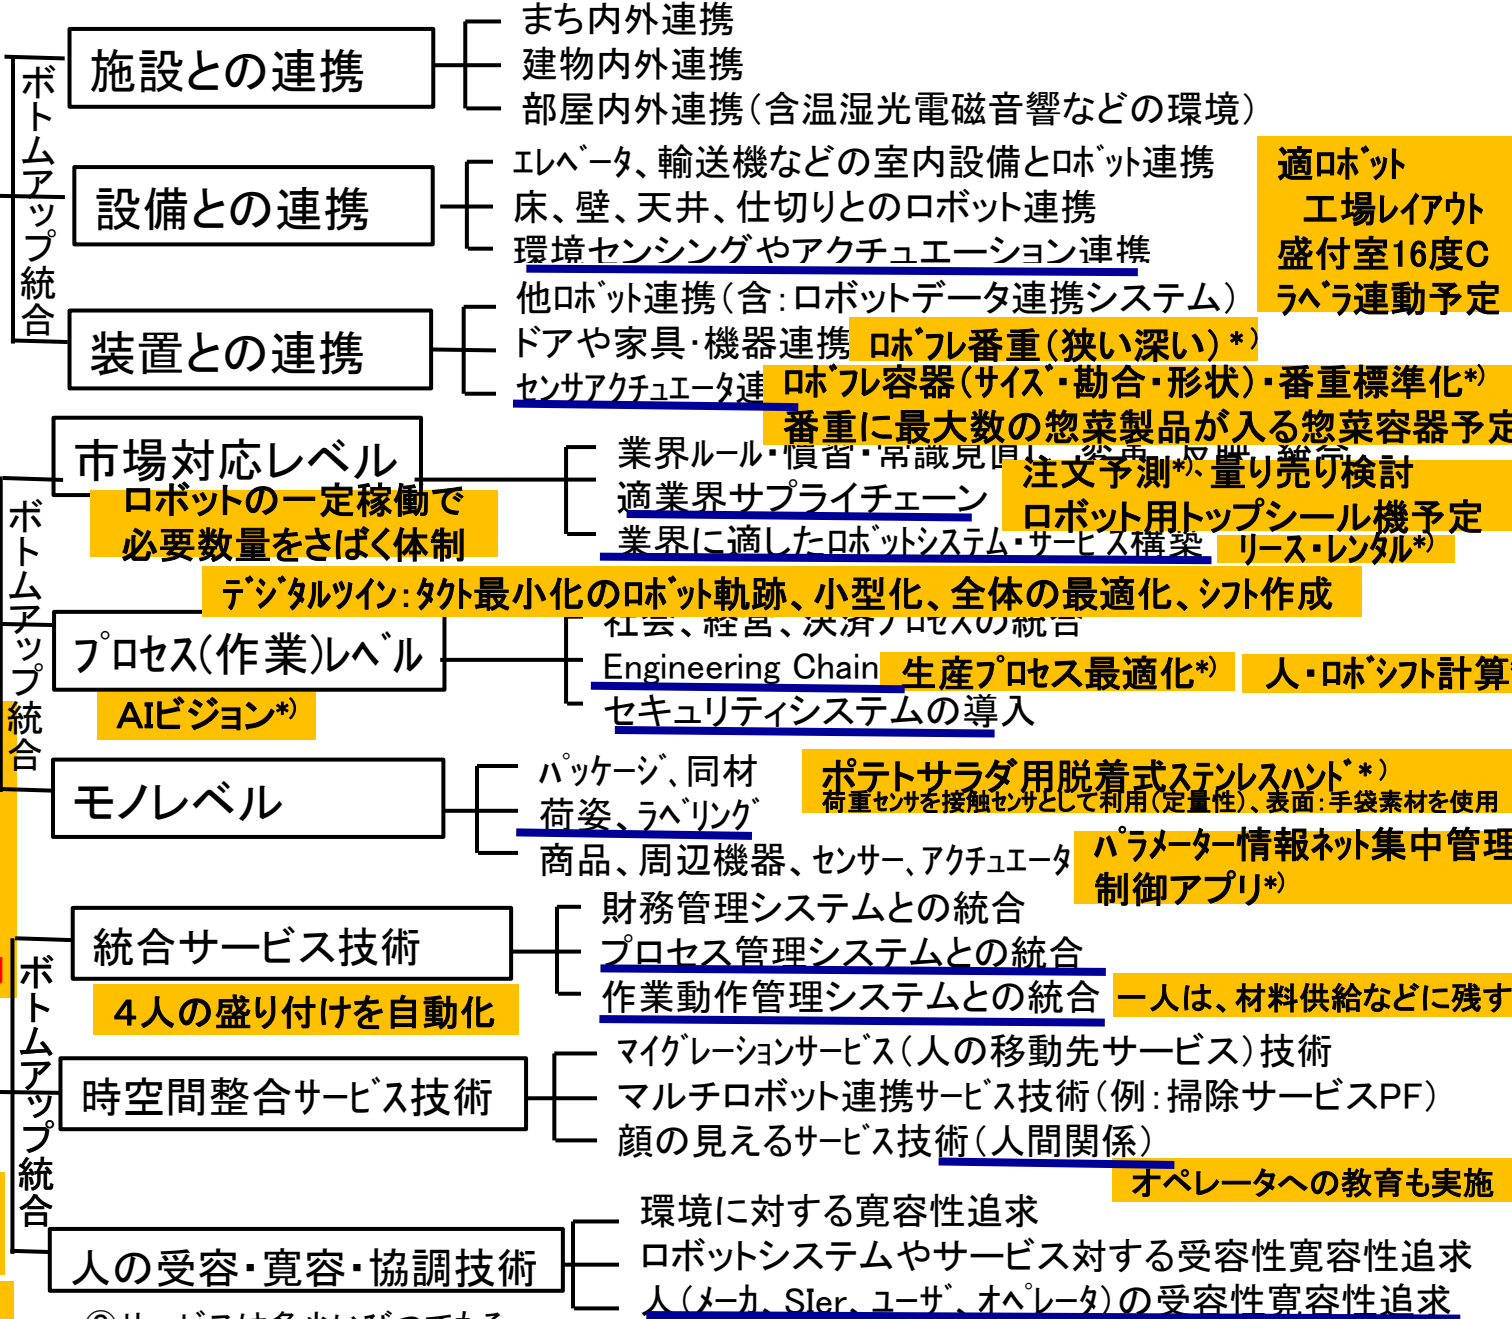 ボトムアップ統合
施設との連携
まち内外連携
建物内外連携
部屋内外連携(含温湿光電磁音響などの環境)
設備との連携
エレベータ、輸送機などの室内設備とロボット連携
床、壁、天井、仕切りとのロボット連携
環境センシングやアクチュエーション連携
適ロボット
工場レイアウト
盛付室16度C
ラベラ連動予定
装置との連携
他ロボット連携(含:ロボットデータ連携システム)
ドアや家具・機器連携
ロボフレ番重(狭い深い)*)
センサアクチュエータ連
ロボフレ容器(サイズ・勘合・形状)・番重標準化*)
番重に最大数の惣菜製品が入る惣菜容器予定
ボトムアップ統合
市場対応レベル
ロボットの一定稼働で
必要数量をさばく体制
業界ルール・慣習・常識見直し、変更、反映、統合
適業界サプライチェーン
注文予測*)、量り売り検討
ロボット用トップシール機予定
業界に適したロボットシステム・サービス構築
リース・レンタル*)
デジタルツイン:タクト最小化のロボット軌跡、小型化、全体の最適化、シフト作成
プロセス(作業)レベル
AIビジョン*)
社会、経営、決済プロセスの統合
Engineering Chain
生産プロセス最適化*)
人・ロボシフト計算
セキュリティシステムの導入
モノレベル
パッケージ、同材
荷姿、ラベリング
商品、周辺機器、センサー、アクチュエータ
ポテトサラダ用脱着式ステンレスハンド*)
荷重センサを接触センサとして利用(定量性)、表面:手袋素材を使用
パラメーター情報ネット集中管理
制御アプリ*)
ボトムアップ統合
統合サービス技術
4人の盛り付けを自動化
財務管理システムとの統合
プロセス管理システムとの統合
作業動作管理システムとの統合
一人は、材料供給などに残す
時空間整合サービス技術
マイグレーションサービス(人の移動先サービス)技術
マルチロボット連携サービス技術(例:掃除サービスPF)
顔の見えるサービス技術(人間関係)
オペレータへの教育も実施
人の受容・寛容・協調技術
環境に対する寛容性追求
ロボットシステムやサービス対する受容性寛容性追求
人(メーカ、SIer、ユーザ、オペレータ)の受容性寛容性追求